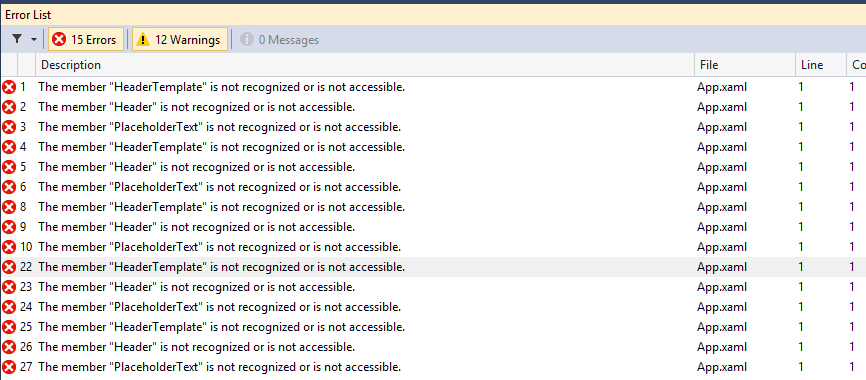 Error List
15 Errors 12 Warnings 0 Messages
Description File Line Co
1 The member "HeaderTemplate" is not recognized or is not accessible. App.xaml 1 1
2 The member "Header" is not recognized or is not accessible. App.xaml 1 1
3 The member "PlaceholderText" is not recognized or is not accessible. App.xaml 1 1
4 The member "HeaderTemplate" is not recognized or is not accessible. App.xaml 1 1
5 The member "Header" is not recognized or is not accessible. App.xaml 1 1
6 The member "PlaceholderText" is not recognized or is not accessible. App.xaml 1 1
8 The member "HeaderTemplate" is not recognized or is not accessible. App.xaml 1 1
9 The member "Header" is not recognized or is not accessible. App.xaml 1 1
10 The member "PlaceholderText" is not recognized or is not accessible. App.xaml 1 1
22 The member "HeaderTemplate" is not recognized or is not accessible. App.xaml 1 1
23 The member "Header" is not recognized or is not accessible. App.xaml 1 1
24 The member "PlaceholderText" is not recognized or is not accessible. App.xaml 1 1
25 The member "HeaderTemplate" is not recognized or is not accessible. App.xaml 1 1
26 The member "Header" is not recognized or is not accessible. App.xaml 1 1
27 The member "PlaceholderText" is not recognized or is not accessible. App.xaml 1 1